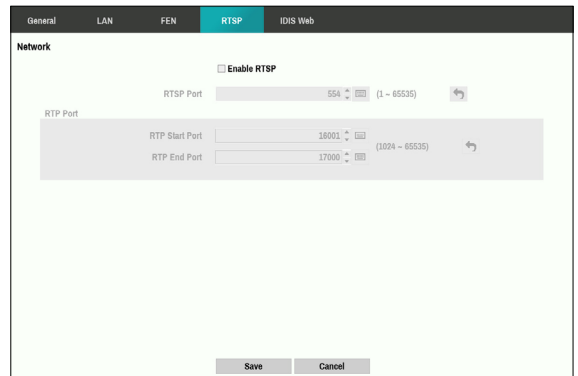 General LAN FEN RTSP IDIS Web
Network
Enable RTSP
RTSP Port 554 (1 ~ 65535)
RTP Port
RTP Start Port 16001
(1024 ~ 65535)
RTP End Port 17000
Save Cancel